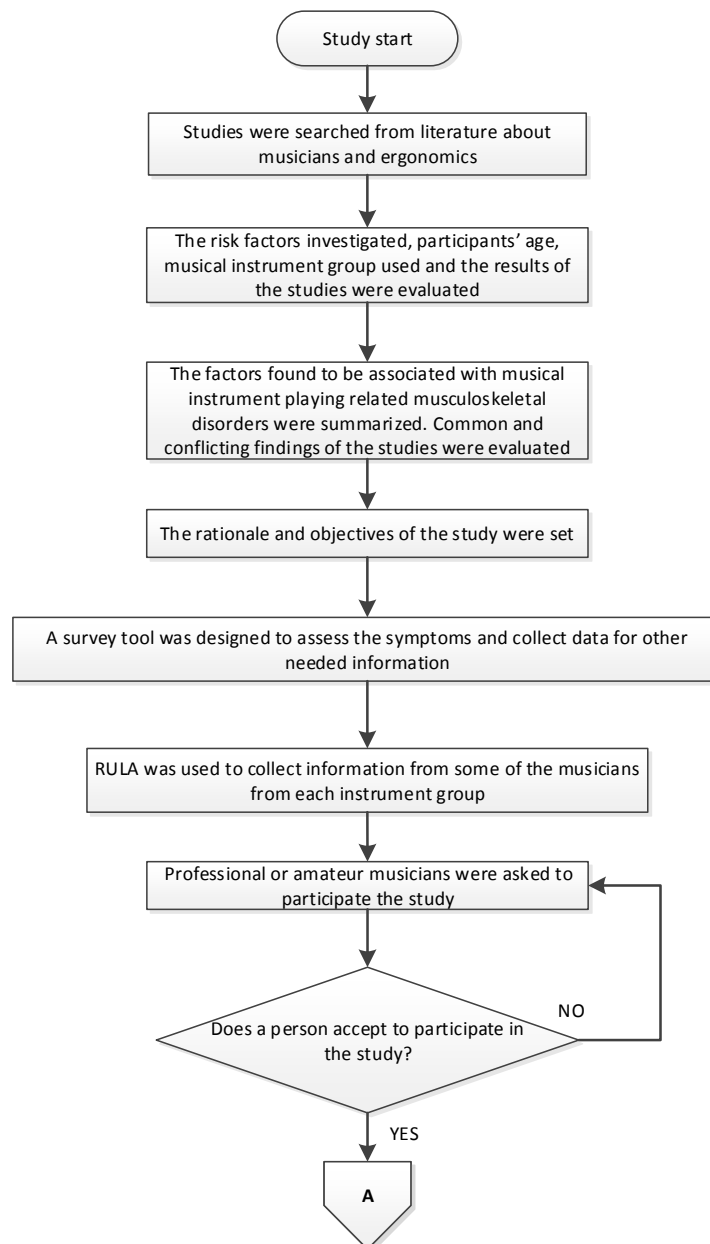 Study start
Studies were searched from literature about
musicians and ergonomics
The risk factors investigated, participants’ age,
musical instrument group used and the results of
the studies were evaluated
The factors found to be associated with musical
instrument playing related musculoskeletal
disorders were summarized. Common and
conflicting findings of the studies were evaluated
The rationale and objectives of the study were set
A survey tool was designed to assess the symptoms and collect data for other
needed information
RULA was used to collect information from some of the musicians
from each instrument group
Professional or amateur musicians were asked to
participate the study
Does a person accept to participate in
the study?
NO
YES
A